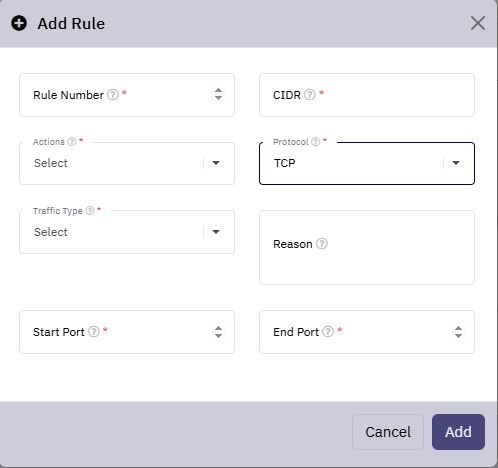 Add Rule
Rule Number ? *
CIDR ? *
Actions ? *
Select
Protocol ? *
TCP
Traffic Type ? *
Select
Reason ?
Start Port ? *
End Port ? *
Cancel
Add